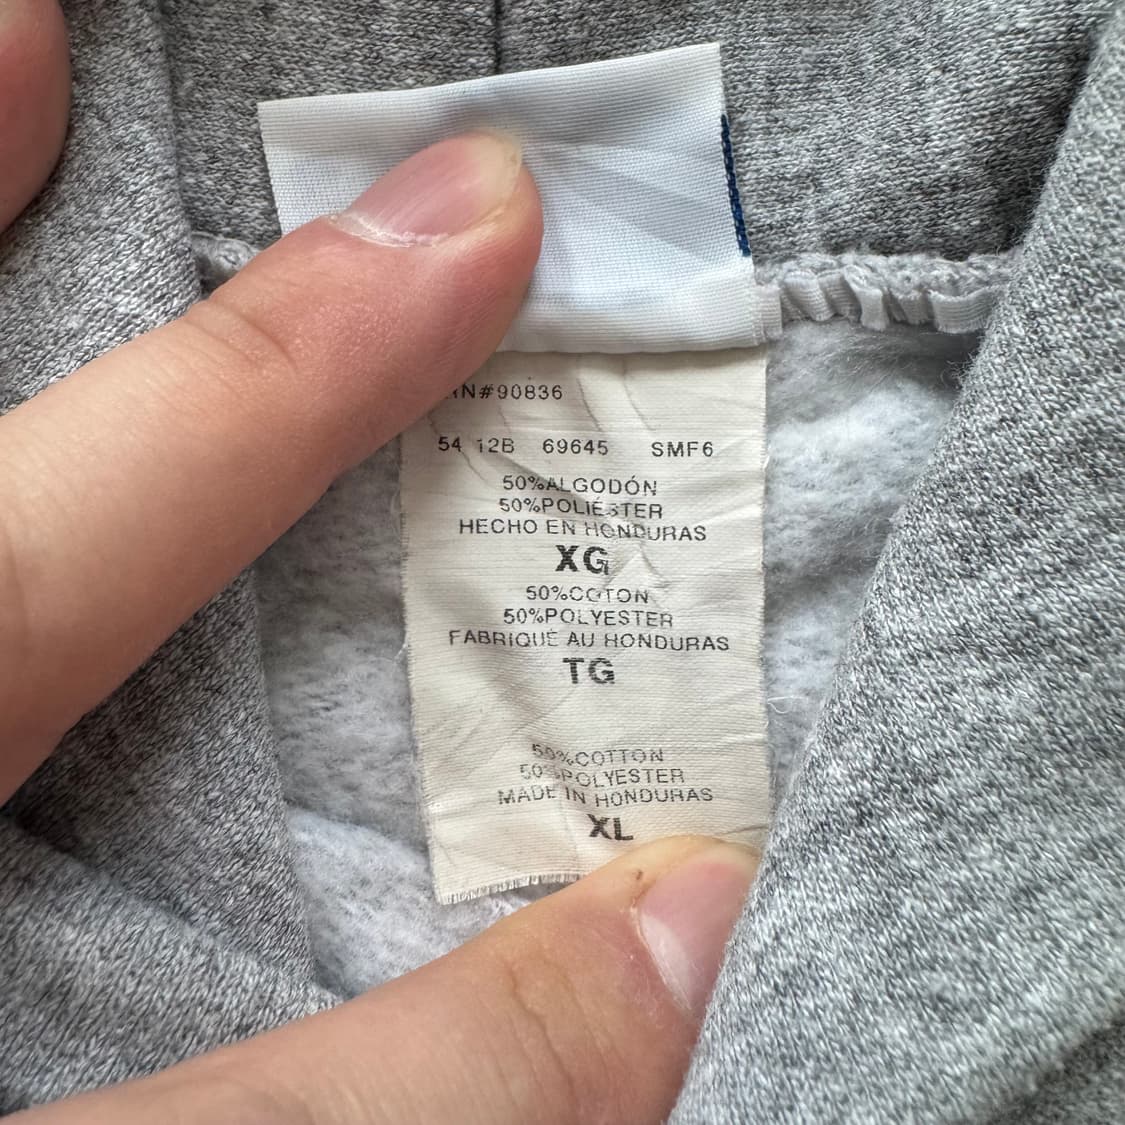 RN#90836
54 12B 69645 SMF6
50%ALGODÓN
50%POLIÉSTER
HECHO EN HONDURAS
XG
50%COTON
50%POLYESTER
FABRIQUÉ AU HONDURAS
TG
50%COTTON
50%POLYESTER
MADE IN HONDURAS
XL